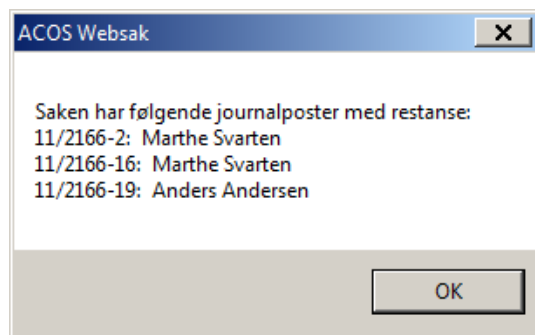 ACOS Websak
Saken har følgende journalposter med restanse:
11/2166-2:  Marthe Svarten
11/2166-16:  Marthe Svarten
11/2166-19:  Anders Andersen
OK